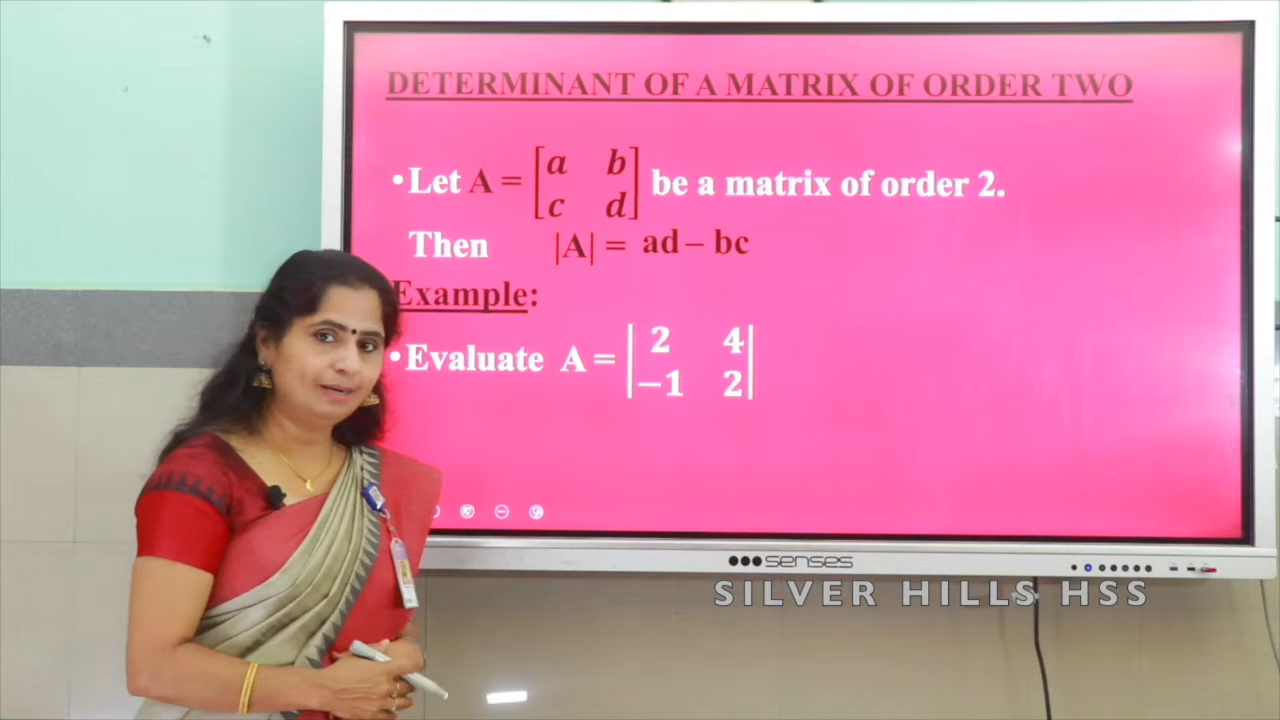 DETERMINANT OF A MATRIX OF ORDER TWO
•Let A = [a b
c d] be a matrix of order 2.
Then |A| = ad – bc
Example:
•Evaluate A = |2 4
−1 2|
senses
SILVER HILLS HSS